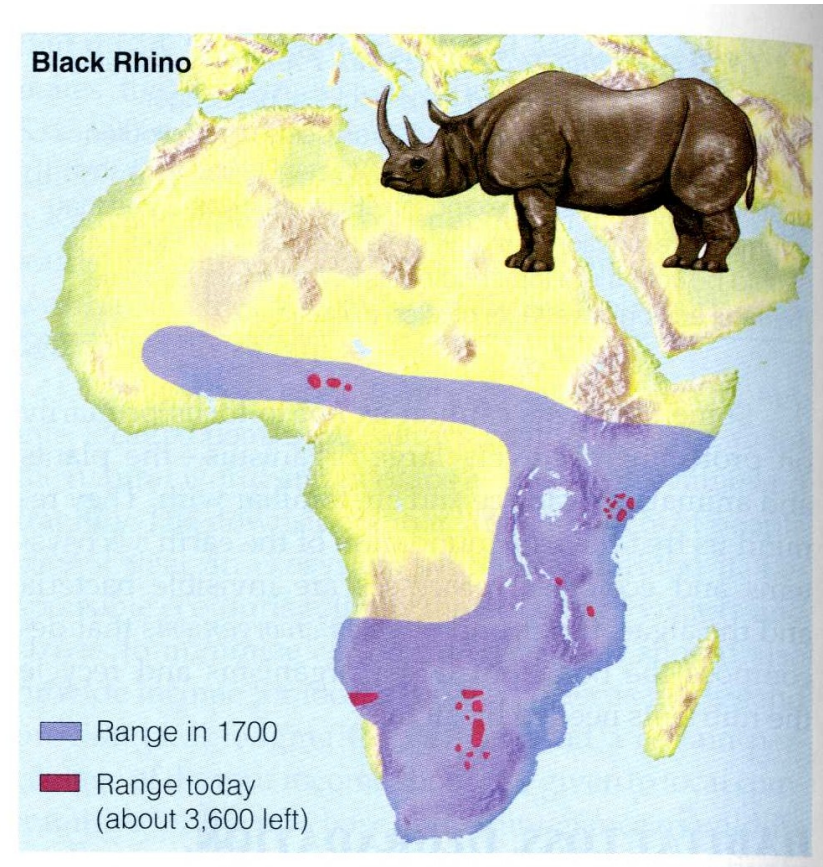 Black Rhino
Range in 1700
Range today
(about 3,600 left)